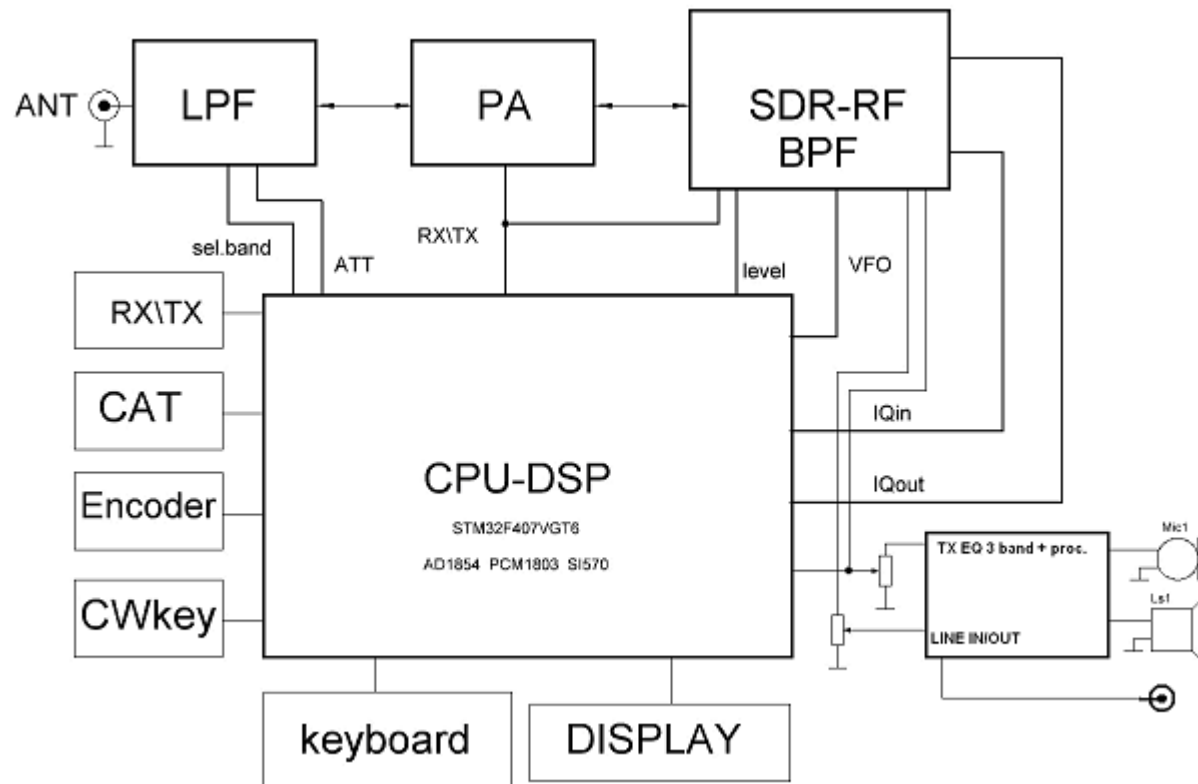 ANT
LPF
PA
SDR-RF
BPF
sel.band
ATT
RX\TX
level
VFO
RX\TX
CAT
Encoder
CWkey
CPU-DSP
STM32F407VGT6
AD1854 PCM1803 SI570
IQin
IQout
TX EQ 3 band + proc.
LINE IN/OUT
Mic1
Ls1
keyboard
DISPLAY